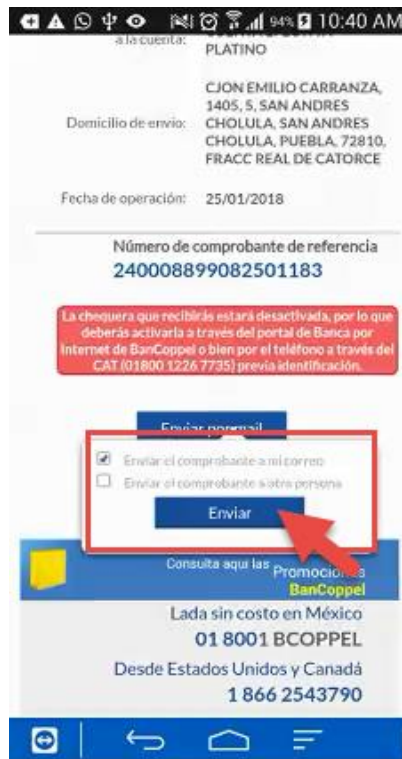 94% 10:40 AM
a la cuenta:
PLATINO
CJON EMILIO CARRANZA,
1405, 5, SAN ANDRES
Domicilio de envío: CHOLULA, SAN ANDRES
CHOLULA, PUEBLA, 72810,
FRACC REAL DE CATORCE
Fecha de operación: 25/01/2018
Número de comprobante de referencia
240008899082501183
La chequera que recibirás estará desactivada, por lo que
deberás activarla a través del portal de Banca por
Internet de BanCoppel o bien por el teléfono a través del
CAT (01800 1226 7735) previa identificación.
Enviar por mail
Enviar el comprobante a mi correo
Enviar el comprobante a otra persona
Enviar
Consulta aquí las Promociones
BanCoppel
Lada sin costo en México
01 8001 BCOPPEL
Desde Estados Unidos y Canadá
1 866 2543790